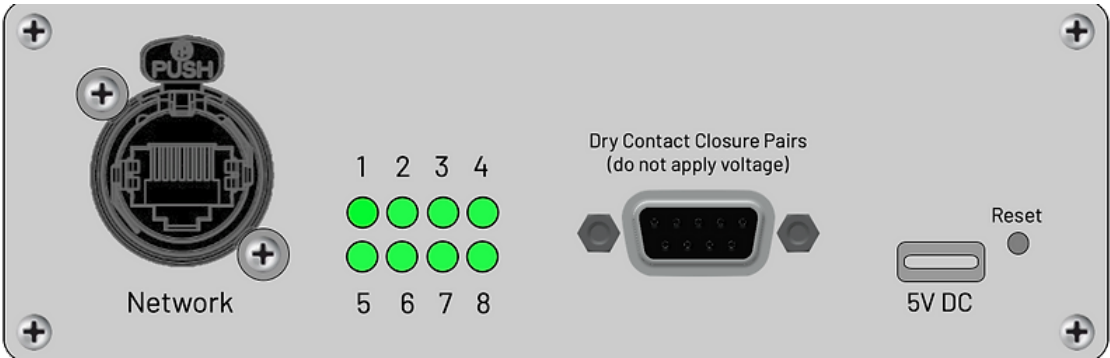 PUSH
Network
1 2 3 4
5 6 7 8
Dry Contact Closure Pairs
(do not apply voltage)
5V DC
Reset